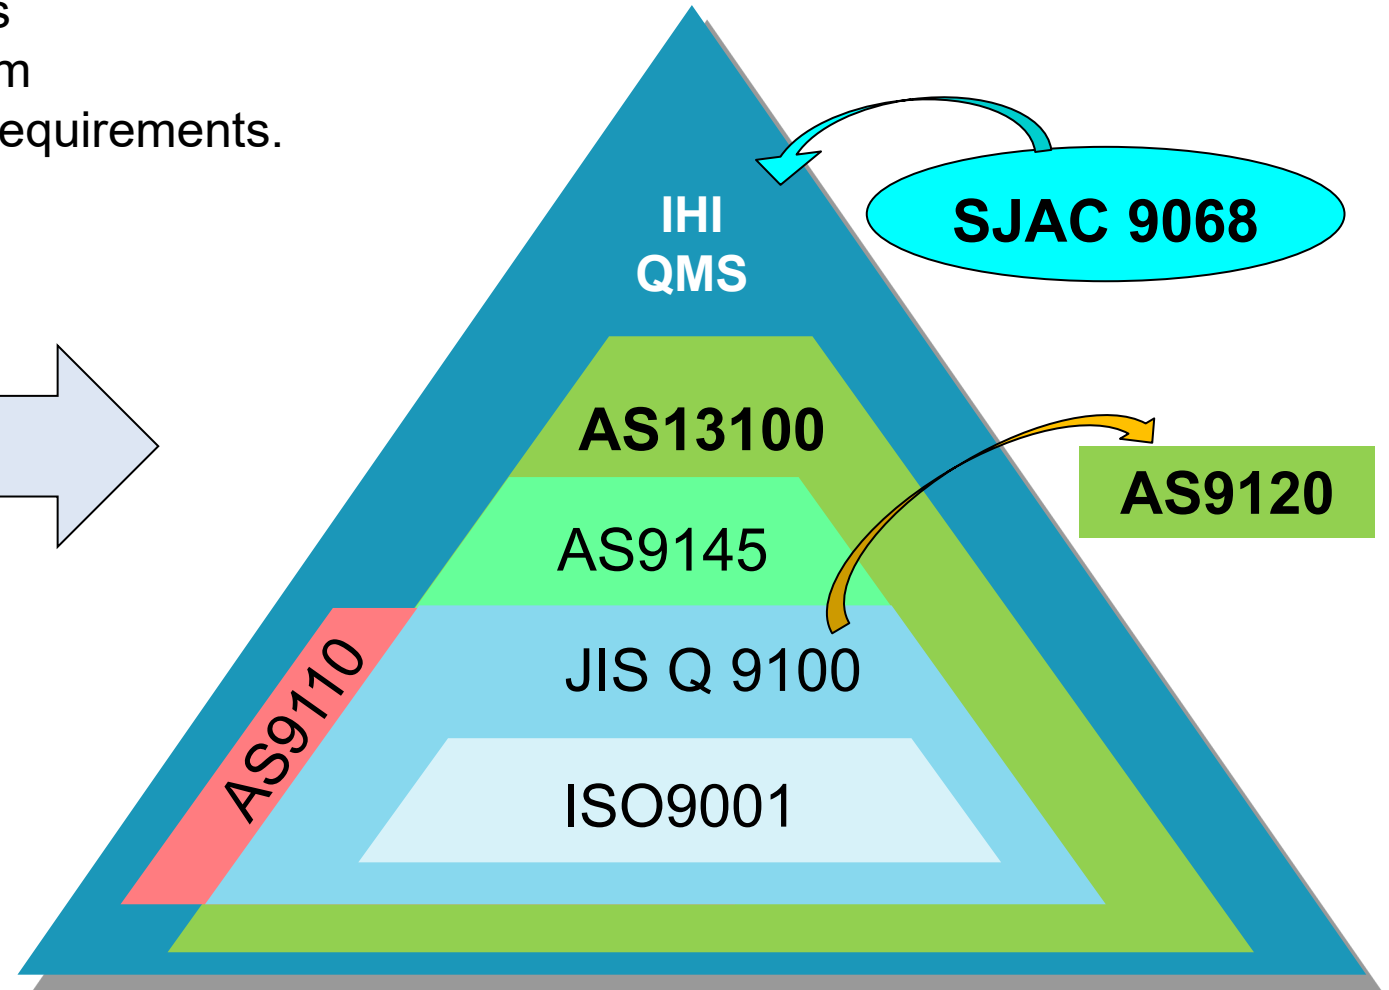 s
m
equirements.
IHI
QMS
SJAC 9068
AS13100
AS9120
AS9145
JIS Q 9100
AS9110
ISO9001